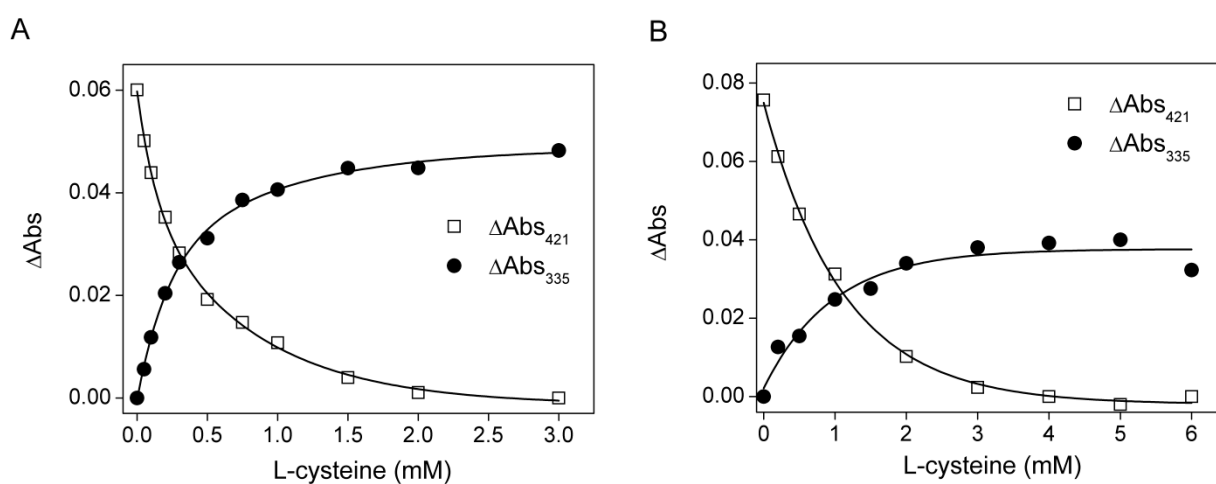 A
ΔAbs
0.06
0.04
0.02
0.00
ΔAbs₄₂₁
ΔAbs₃₃₅
0.0 0.5 1.0 1.5 2.0 2.5 3.0
L-cysteine (mM)
B
ΔAbs
0.08
0.06
0.04
0.02
0.00
ΔAbs₄₂₁
ΔAbs₃₃₅
0 1 2 3 4 5 6
L-cysteine (mM)